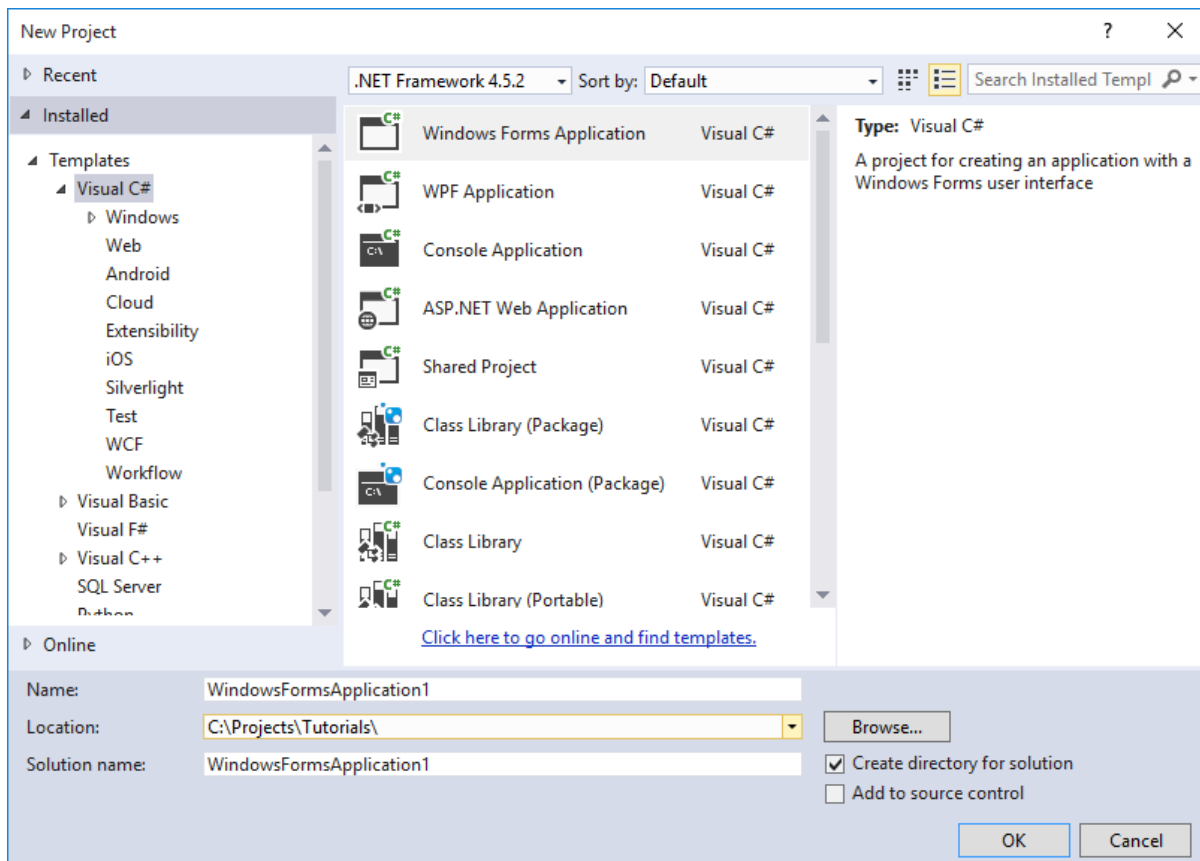 New Project
?
Recent
.NET Framework 4.5.2
Sort by:
Default
Search Installed Templ
Installed
Templates
Visual C#
Windows
Web
Android
Cloud
Extensibility
iOS
Silverlight
Test
WCF
Workflow
Visual Basic
Visual F#
Visual C++
SQL Server
Python
Online
C# Windows Forms Application Visual C#
C# WPF Application Visual C#
C# C:\ Console Application Visual C#
C# ASP.NET Web Application Visual C#
C# Shared Project Visual C#
Class Library (Package) Visual C#
C:\ Console Application (Package) Visual C#
C# Class Library Visual C#
C# Class Library (Portable) Visual C#
Click here to go online and find templates.
Type: Visual C#
A project for creating an application with a
Windows Forms user interface
Name:
WindowsFormsApplication1
Location:
C:\Projects\Tutorials\
Browse...
Solution name:
WindowsFormsApplication1
Create directory for solution
Add to source control
OK
Cancel